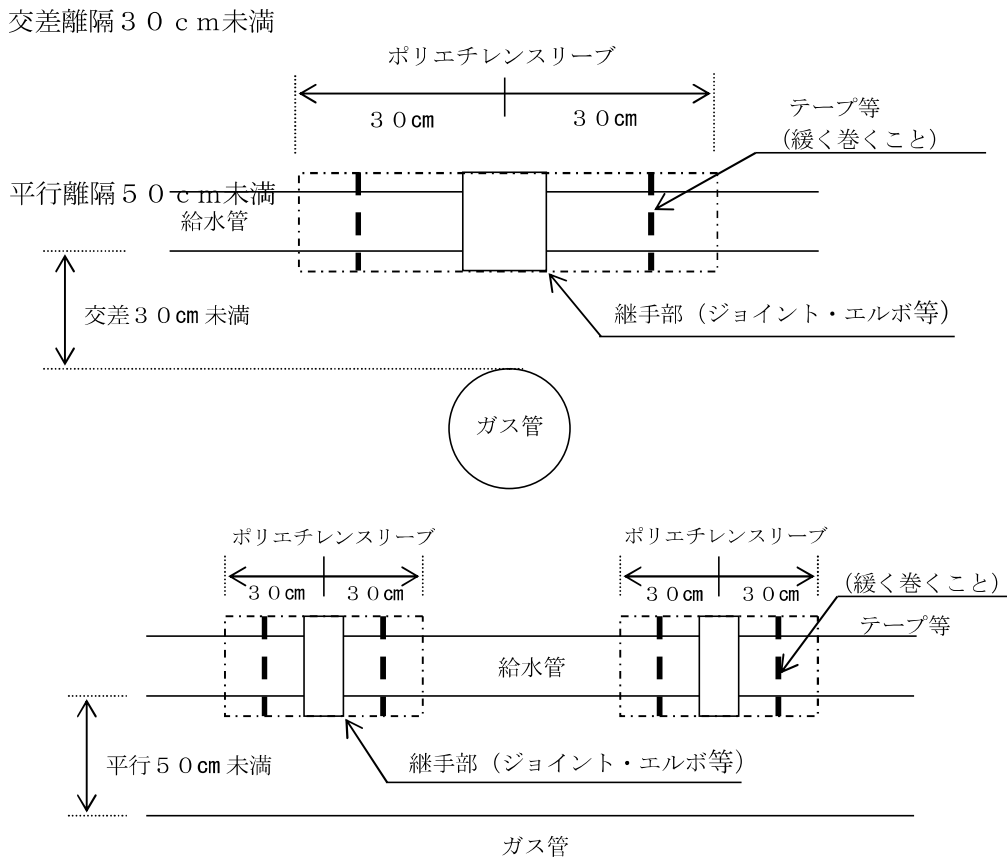 交差離隔３０ｃｍ未満
ポリエチレンスリーブ
３０㎝
３０㎝
テープ等
（緩く巻くこと）
平行離隔５０ｃｍ未満
給水管
交差３０㎝未満
継手部（ジョイント・エルボ等）
ガス管
ポリエチレンスリーブ
ポリエチレンスリーブ
３０㎝
３０㎝
３０㎝
３０㎝
（緩く巻くこと）
テープ等
給水管
平行５０㎝未満
継手部（ジョイント・エルボ等）
ガス管